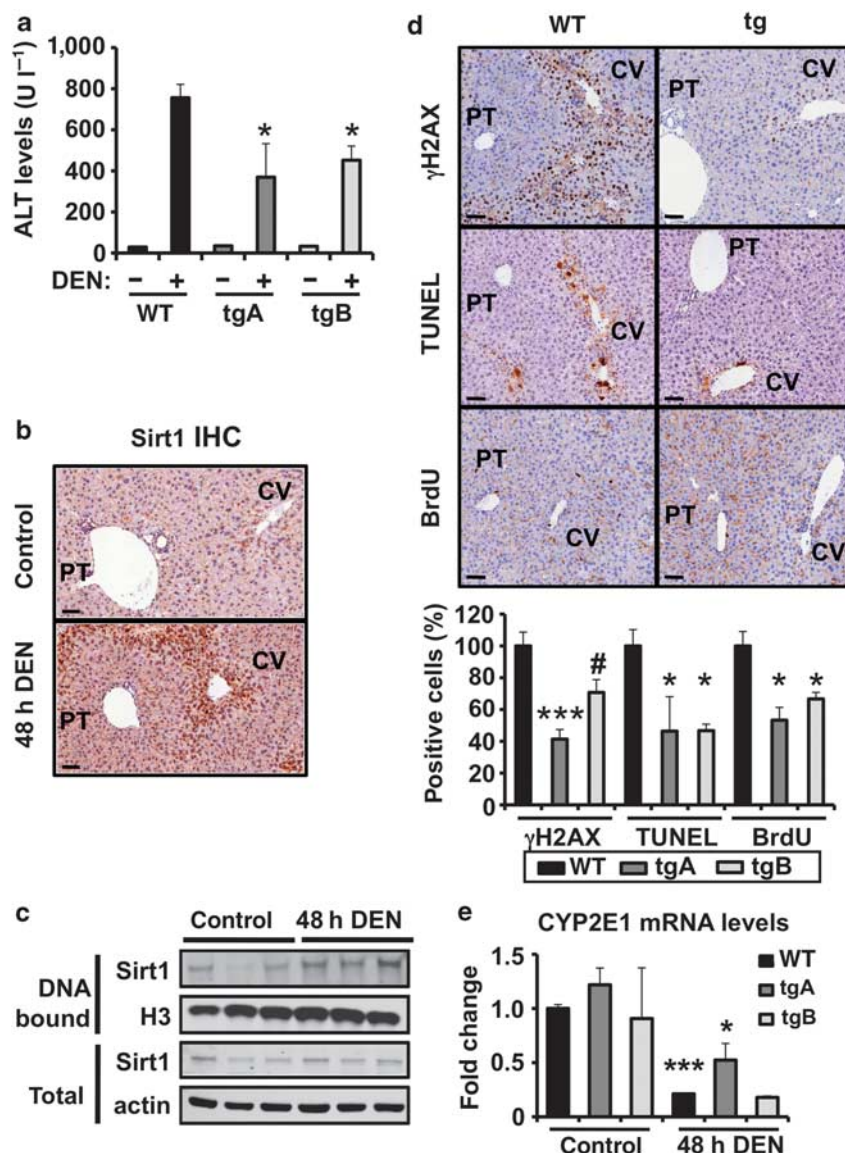 a
ALT levels (U l⁻¹)
1,000
800
600
400
200
0
* *
DEN: – + – + – +
WT tgA tgB
b
Sirt1 IHC
Control
PT CV
48 h DEN
PT CV
c
Control 48 h DEN
DNA bound
Sirt1
H3
Total
Sirt1
actin
d
WT tg
γH2AX
PT CV PT CV
TUNEL
PT CV PT CV
BrdU
PT CV PT CV
Positive cells (%)
120
100
80
60
40
20
0
*** # * * * *
γH2AX TUNEL BrdU
WT tgA tgB
e
CYP2E1 mRNA levels
Fold change
1.5
1.0
0.5
0
WT
tgA
tgB
*** *
Control 48 h DEN